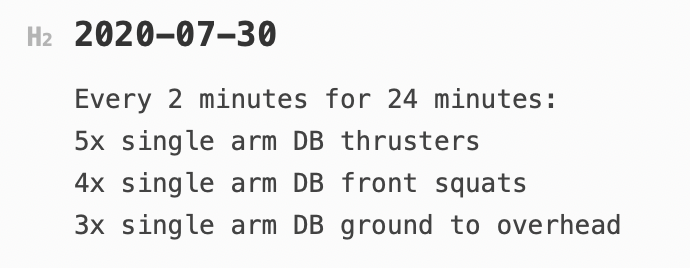 H2 2020-07-30
Every 2 minutes for 24 minutes:
5x single arm DB thrusters
4x single arm DB front squats
3x single arm DB ground to overhead